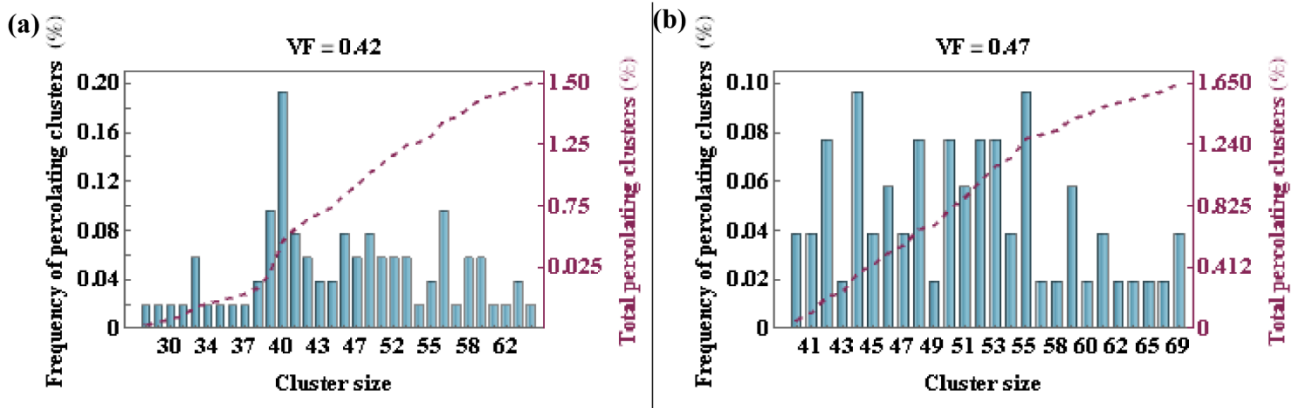 (a)
VF = 0.42
Frequency of percolating clusters (%)
0.20
0.16
0.12
0.08
0.04
0
1.50
1.25
0.75
0.025
Total percolating clusters (%)
30 34 37 40 43 47 52 55 58 62
Cluster size
(b)
VF = 0.47
Frequency of percolating clusters (%)
0.10
0.08
0.06
0.04
0.02
0
1.650
1.240
0.825
0.412
0
Total percolating clusters (%)
41 43 45 47 49 51 53 55 58 60 62 65 69
Cluster size